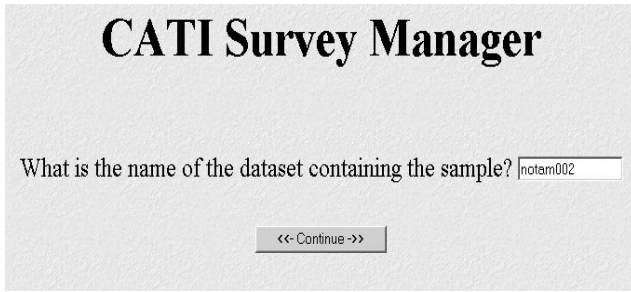 CATI Survey Manager
What is the name of the dataset containing the sample? notam002
<<- Continue ->>